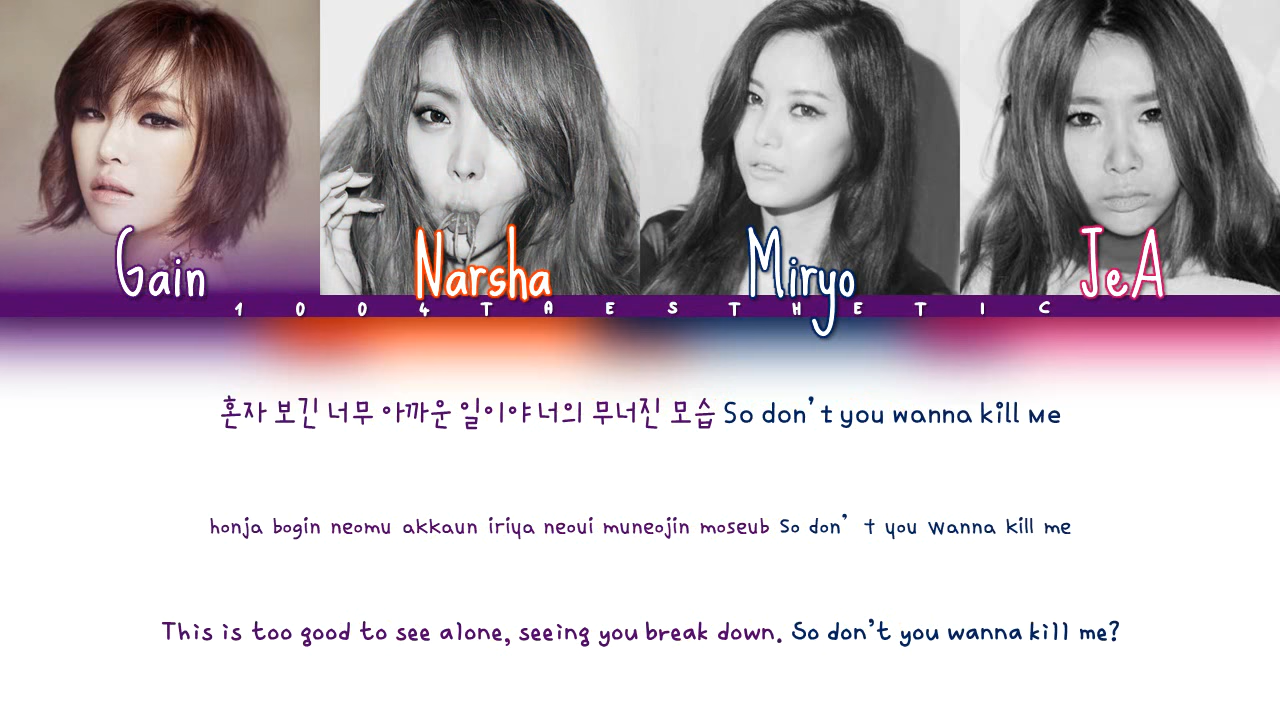 Gain Narsha Miryo JeA
1004TAESTHETIC
혼자 보긴 너무 아까운 일이야 너의 무너진 모습 So don't you wanna kill Me
honja bogin neomu akkaun iriya neoui muneojin moseub So don't you wanna kill me
This is too good to see alone, seeing you break down. So don't you wanna kill me?